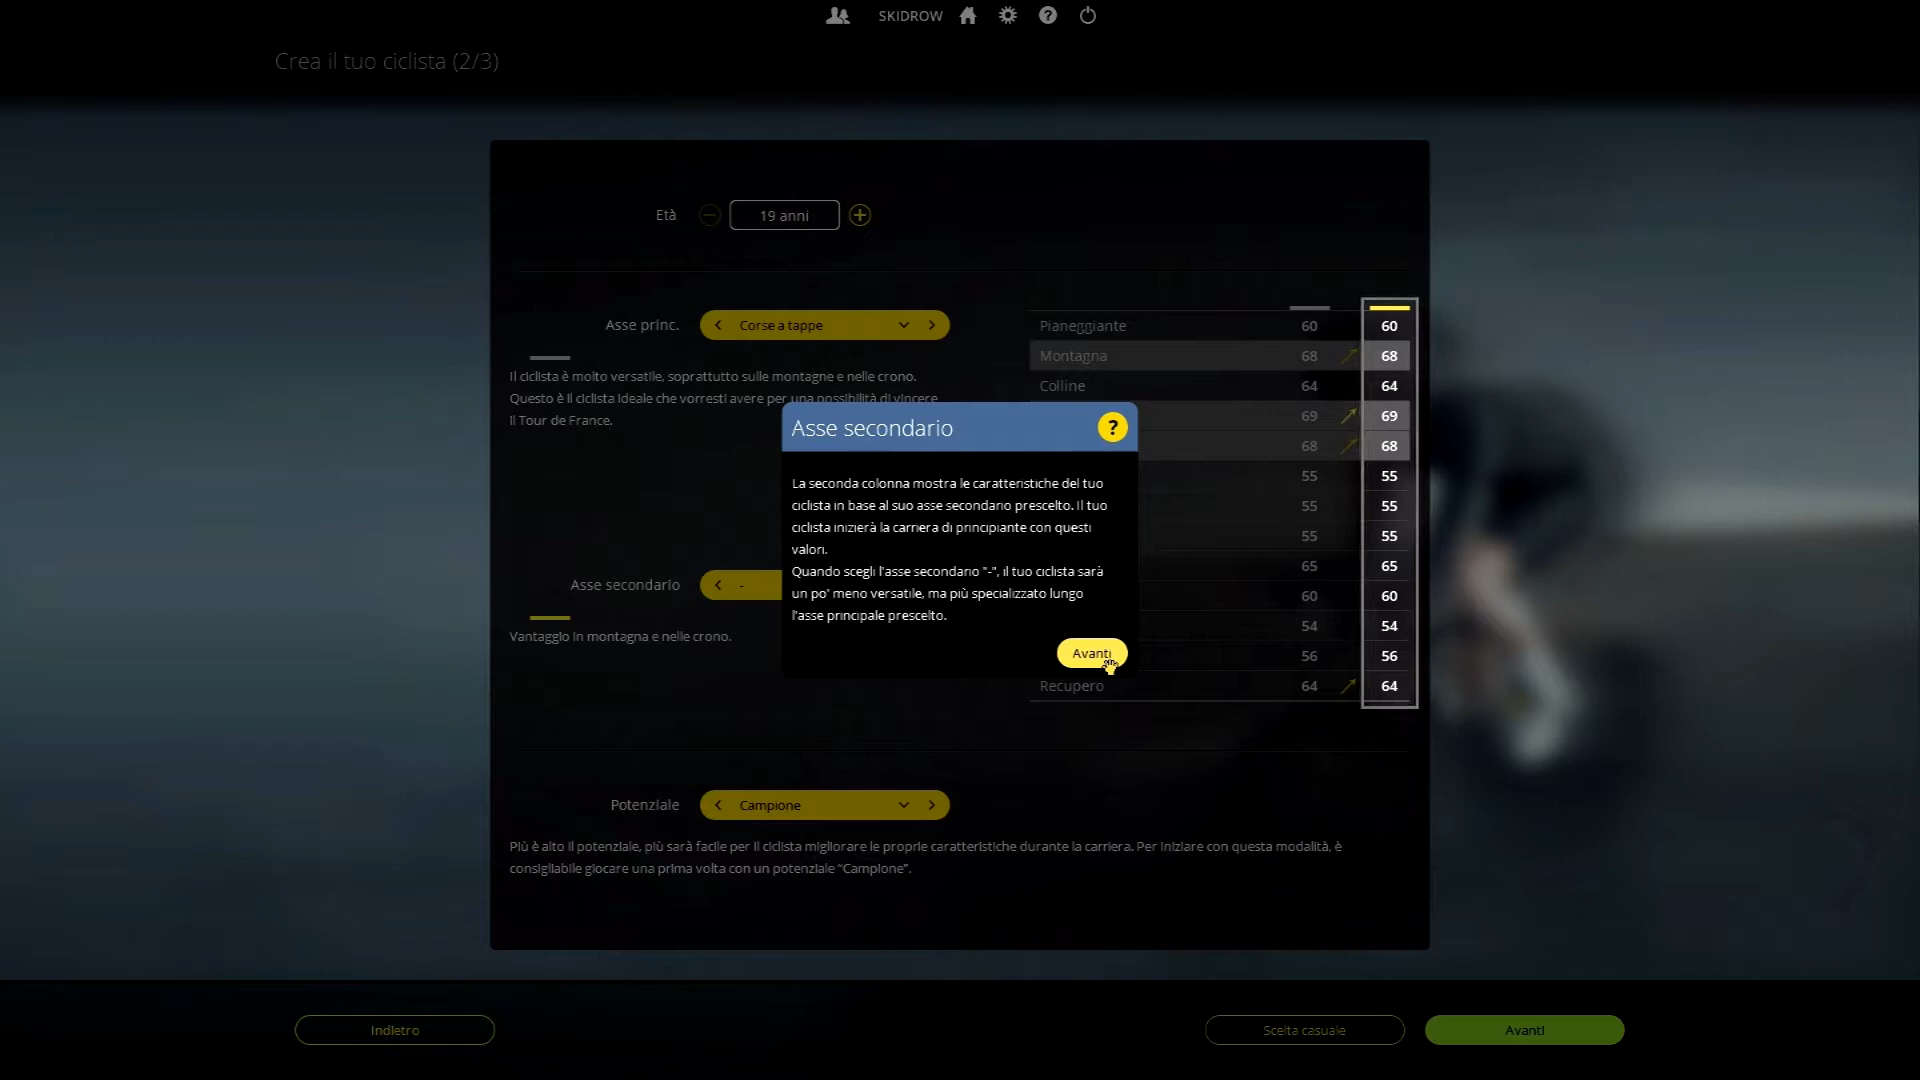 SKIDROW
Crea il tuo ciclista (2/3)
Età
19 anni
Asse princ.
Corse a tappe
Il ciclista è molto versatile, soprattutto sulle montagne e nelle crono.
Questo è il ciclista ideale che vorresti avere per una possibilità di vincere
il Tour de France.
Pianeggiante 60 60
Montagna 68 68
Colline 64 64
69 69
68 68
55 55
55 55
55 55
65 65
60 60
54 54
56 56
Recupero 64 64
Asse secondario
?
La seconda colonna mostra le caratteristiche del tuo
ciclista in base al suo asse secondario prescelto. Il tuo
ciclista inizierà la carriera di principiante con questi
valori.
Quando scegli l'asse secondario "-", il tuo ciclista sarà
un po' meno versatile, ma più specializzato lungo
l'asse principale prescelto.
Avanti
Asse secondario
-
Vantaggio in montagna e nelle crono.
Potenziale
Campione
Più è alto il potenziale, più sarà facile per il ciclista migliorare le proprie caratteristiche durante la carriera. Per iniziare con questa modalità, è
consigliabile giocare una prima volta con un potenziale “Campione”.
Indietro
Scelta casuale
Avanti